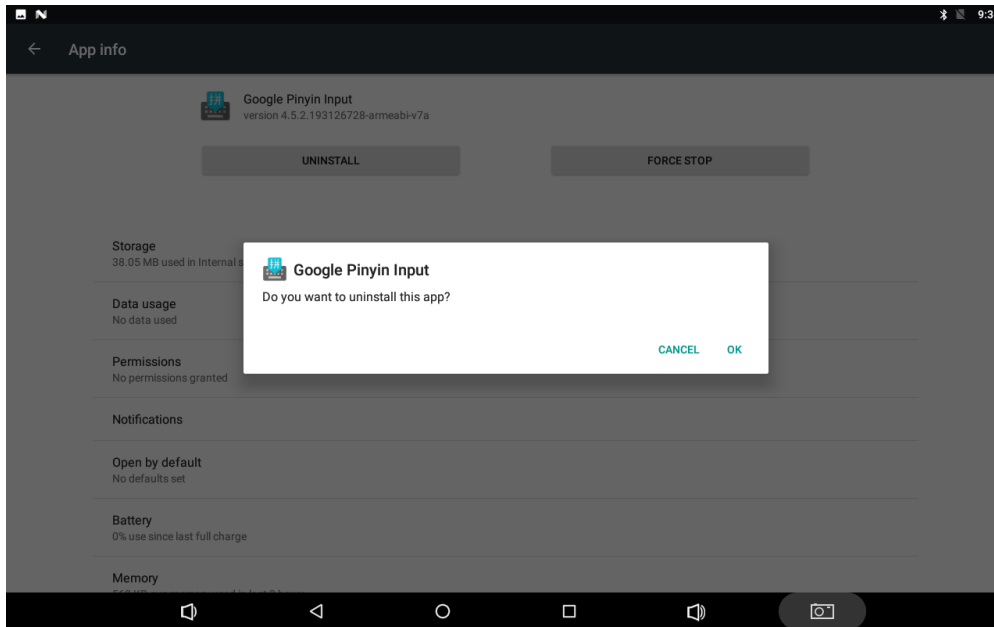 9:3
App info
Google Pinyin Input
version 4.5.2.193126728-armeabi-v7a
UNINSTALL
FORCE STOP
Storage
38.05 MB used in Internal s
Google Pinyin Input
Do you want to uninstall this app?
CANCEL
OK
Data usage
No data used
Permissions
No permissions granted
Notifications
Open by default
No defaults set
Battery
0% use since last full charge
Memory